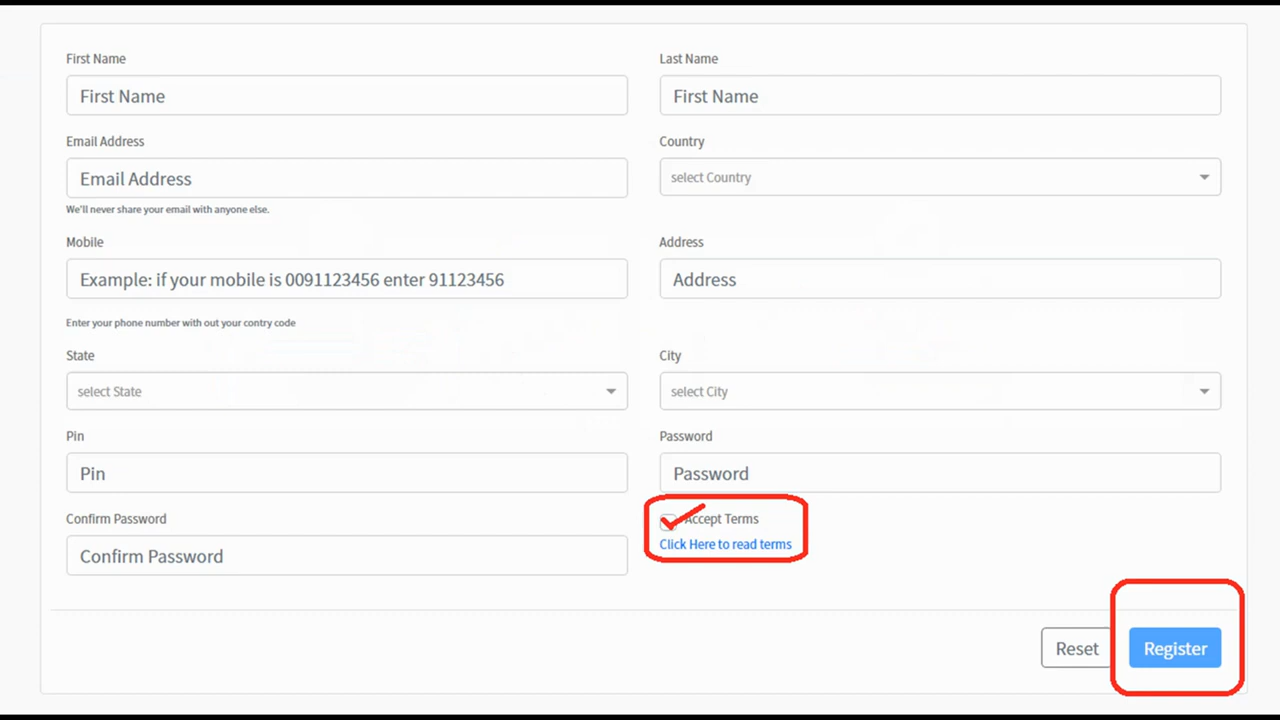 First Name
Last Name
First Name
First Name
Email Address
Country
Email Address
select Country
We'll never share your email with anyone else.
Mobile
Address
Example: if your mobile is 0091123456 enter 91123456
Address
Enter your phone number with out your contry code
State
City
select State
select City
Pin
Password
Pin
Password
Confirm Password
Accept Terms
Confirm Password
Click Here to read terms
Reset
Register